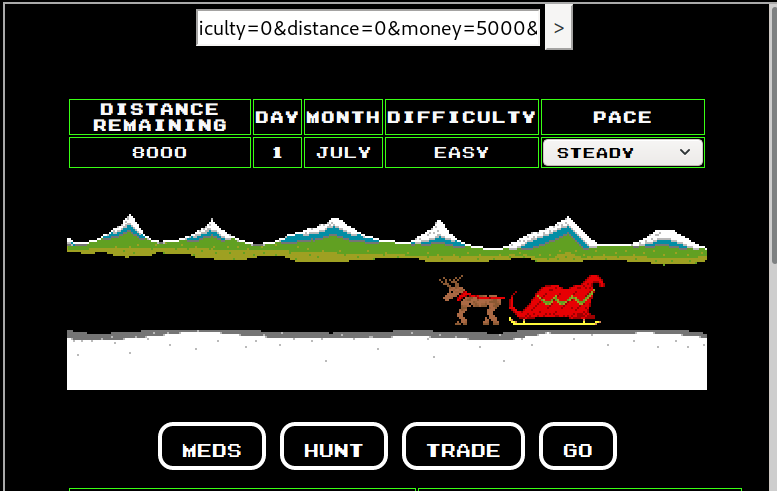 iculty=0&distance=0&money=5000&
>
DISTANCE REMAINING
DAY
MONTH
DIFFICULTY
PACE
8000
1
JULY
EASY
STEADY
MEDS
HUNT
TRADE
GO